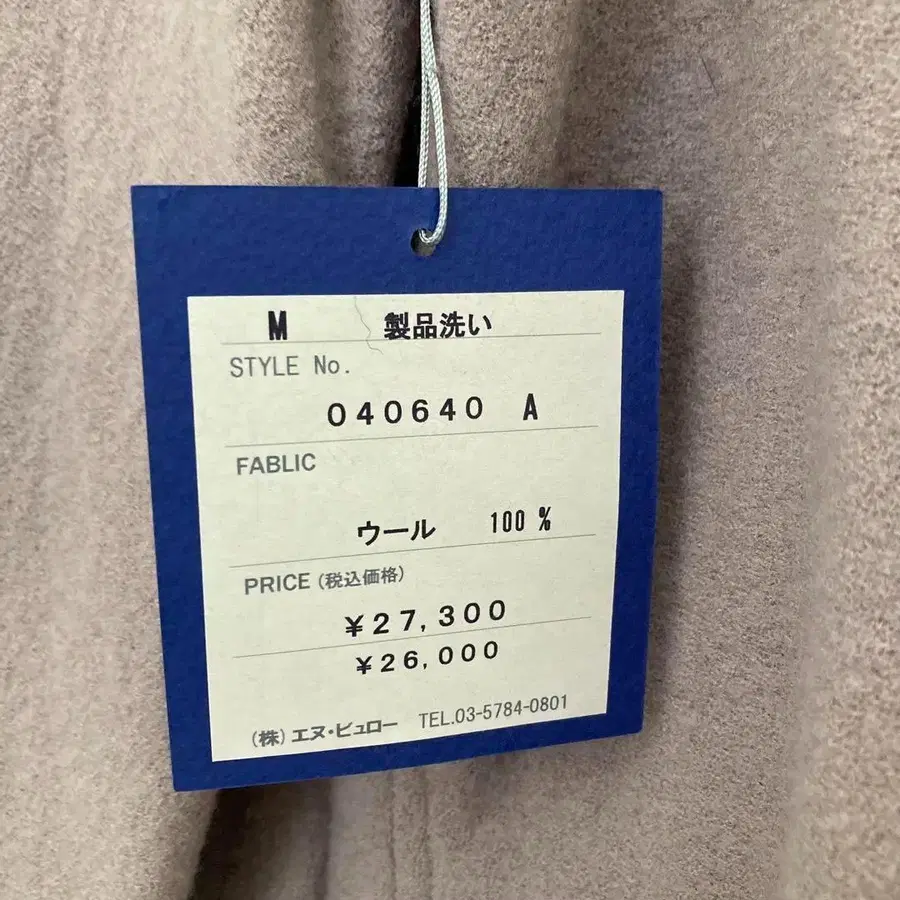 M 製品洗い
STYLE No.
040640 A
FABLIC
ウール 100 %
PRICE (税込価格)
¥27,300
¥26,000
(株)エヌ・ビュロー TEL.03-5784-0801